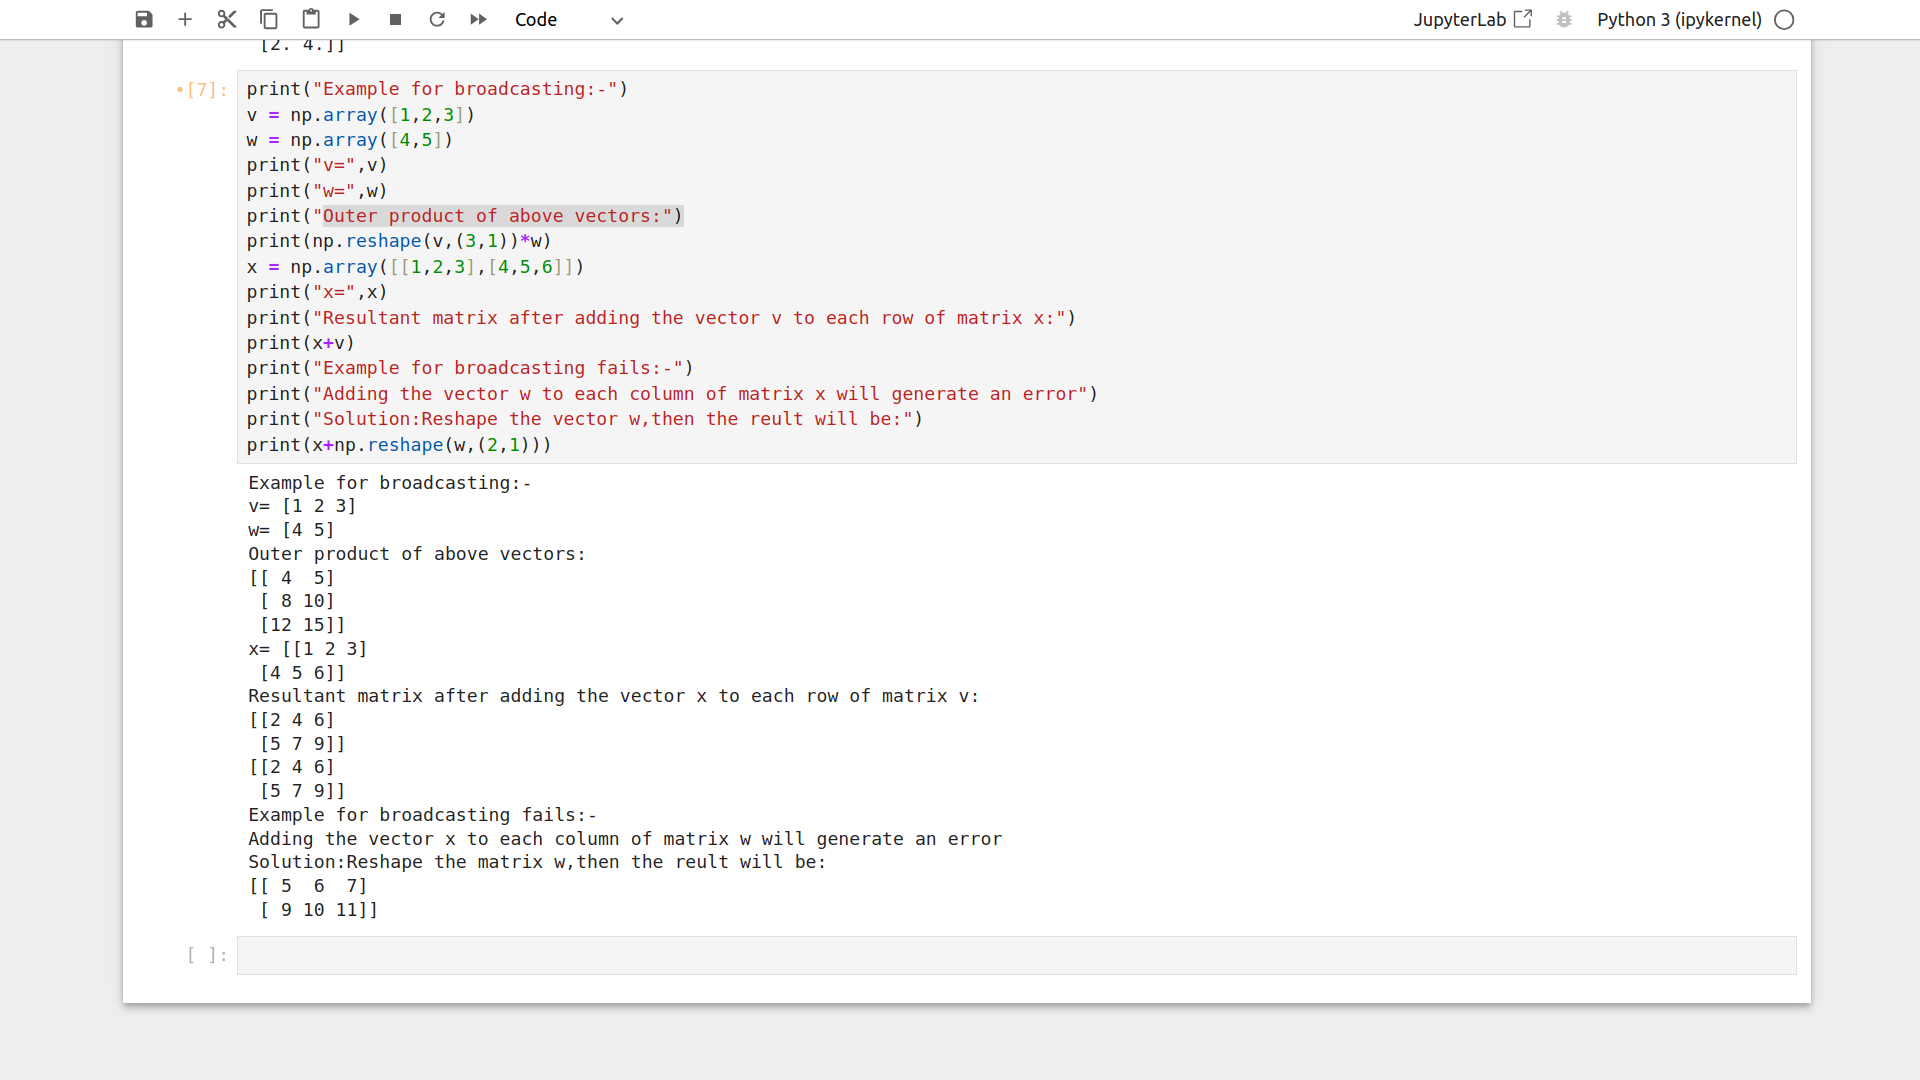 Code
JupyterLab
Python 3 (ipykernel)
[2. 4.]]
•[7]:
print("Example for broadcasting:-")
v = np.array([1,2,3])
w = np.array([4,5])
print("v=",v)
print("w=",w)
print("Outer product of above vectors:")
print(np.reshape(v,(3,1))*w)
x = np.array([[1,2,3],[4,5,6]])
print("x=",x)
print("Resultant matrix after adding the vector v to each row of matrix x:")
print(x+v)
print("Example for broadcasting fails:-")
print("Adding the vector w to each column of matrix x will generate an error")
print("Solution:Reshape the vector w,then the reult will be:")
print(x+np.reshape(w,(2,1)))
Example for broadcasting:-
v= [1 2 3]
w= [4 5]
Outer product of above vectors:
[[ 4  5]
 [ 8 10]
 [12 15]]
x= [[1 2 3]
 [4 5 6]]
Resultant matrix after adding the vector x to each row of matrix v:
[[2 4 6]
 [5 7 9]]
[[2 4 6]
 [5 7 9]]
Example for broadcasting fails:-
Adding the vector x to each column of matrix w will generate an error
Solution:Reshape the matrix w,then the reult will be:
[[ 5  6  7]
 [ 9 10 11]]
[ ]: